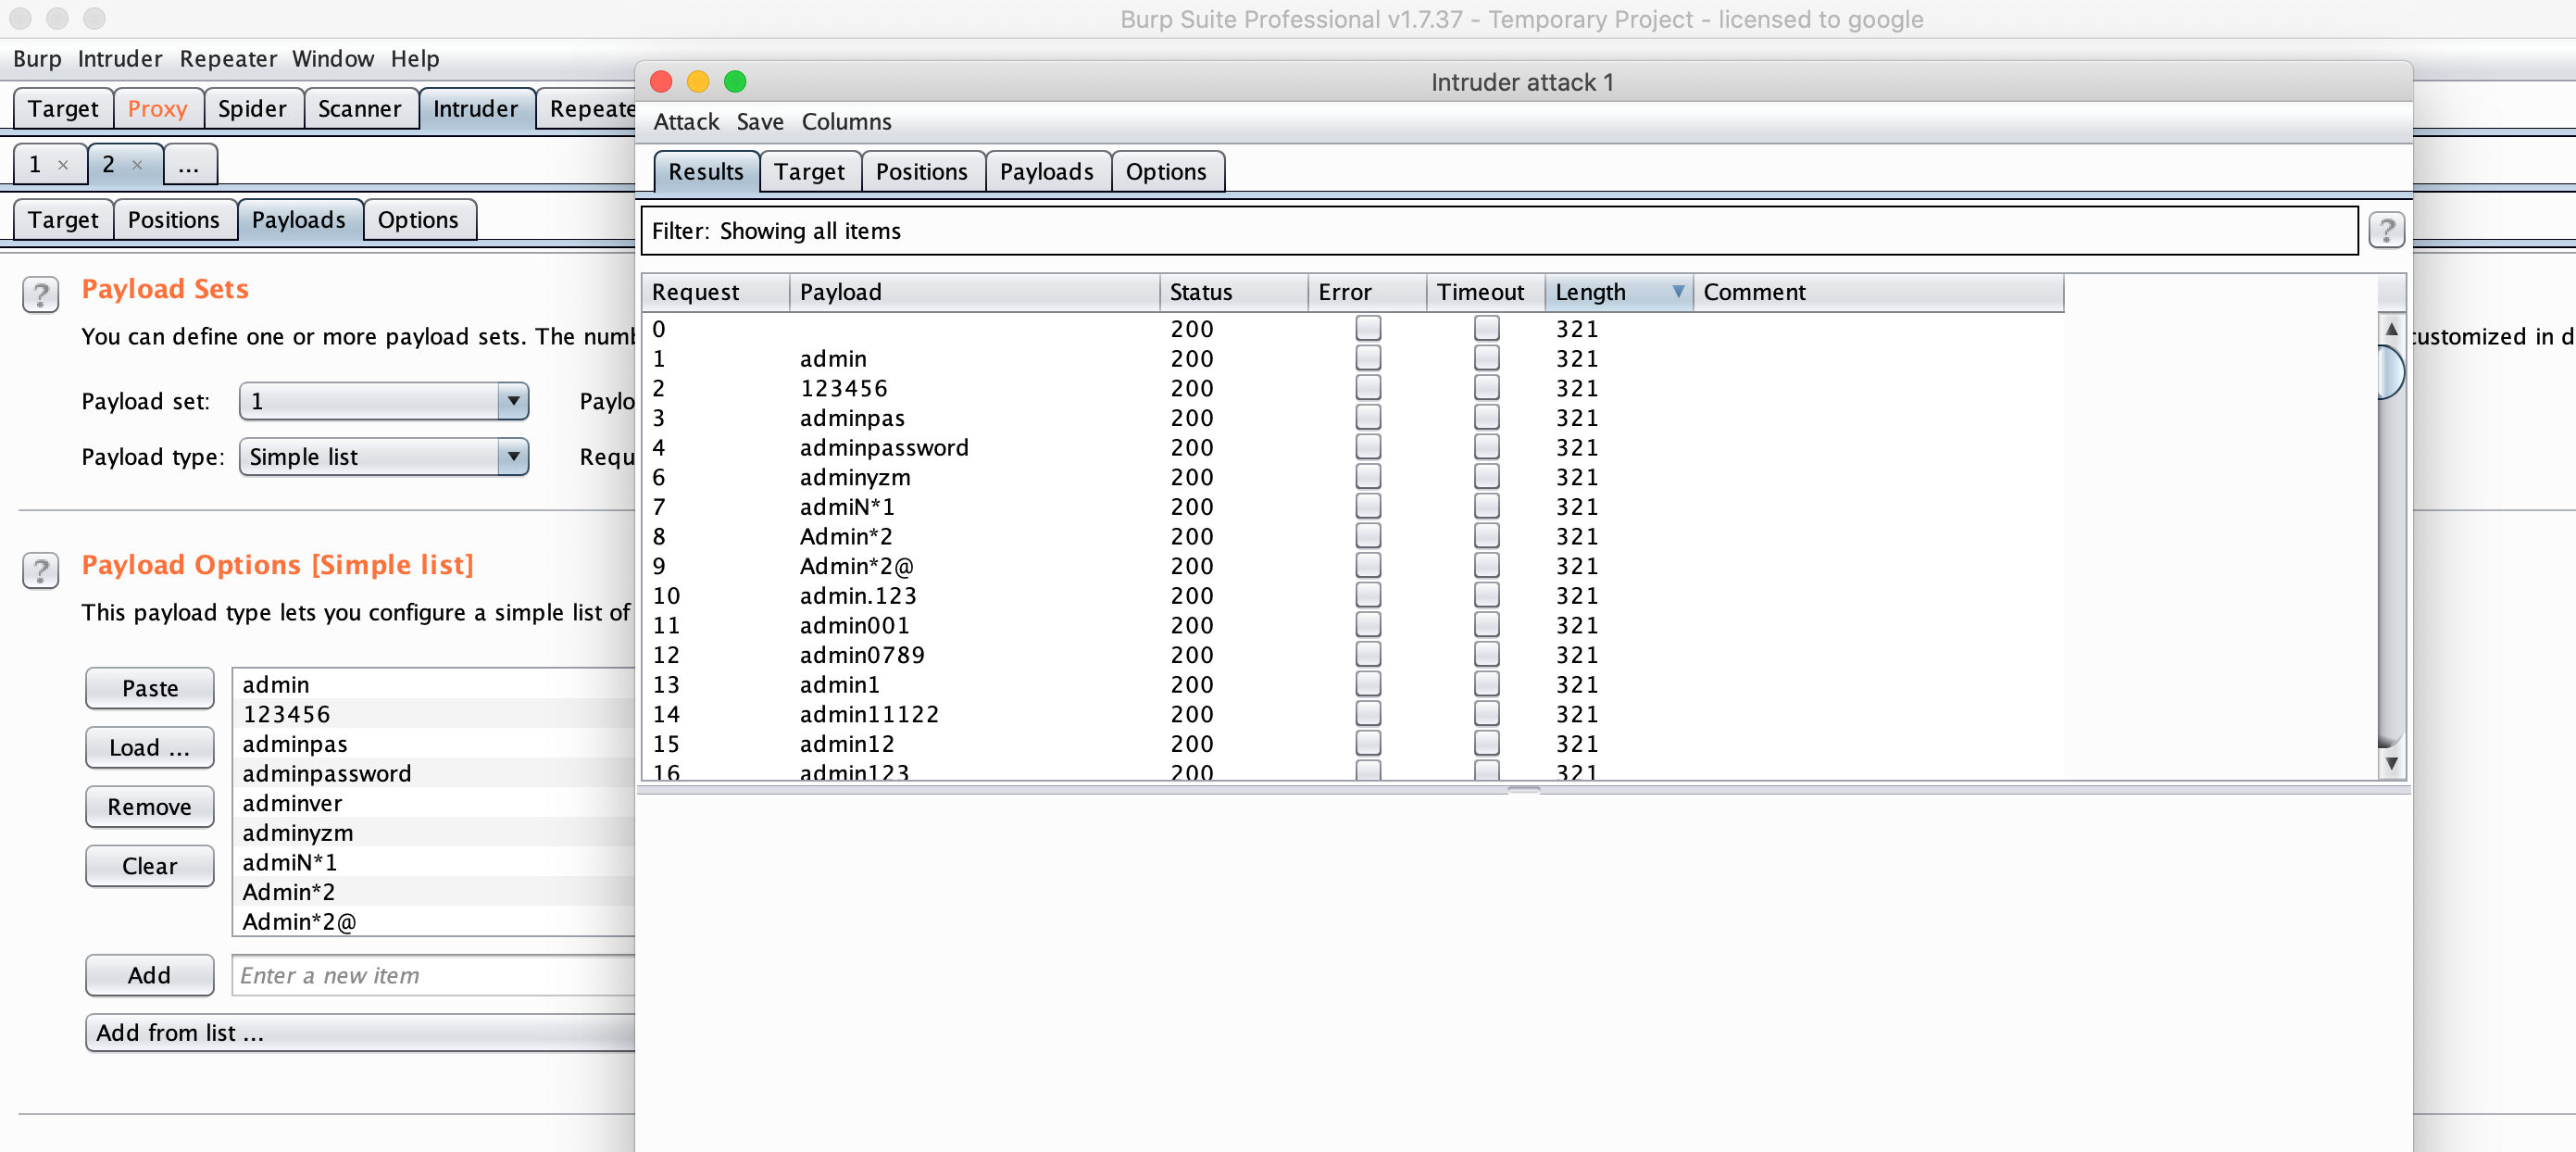 Burp Suite Professional v1.7.37 - Temporary Project - licensed to google
Burp Intruder Repeater Window Help
Target Proxy Spider Scanner Intruder Repeate
1 × 2 × ...
Target Positions Payloads Options
? Payload Sets
You can define one or more payload sets. The numb
customized in d
Payload set: 1 Paylo
Payload type: Simple list Requ
? Payload Options [Simple list]
This payload type lets you configure a simple list of
Paste
Load ...
Remove
Clear
admin
123456
adminpas
adminpassword
adminver
adminyzm
admiN*1
Admin*2
Admin*2@
Add Enter a new item
Add from list ...
Intruder attack 1
Attack Save Columns
Results Target Positions Payloads Options
Filter: Showing all items ?
Request Payload Status Error Timeout Length Comment
0 200 321
1 admin 200 321
2 123456 200 321
3 adminpas 200 321
4 adminpassword 200 321
6 adminyzm 200 321
7 admiN*1 200 321
8 Admin*2 200 321
9 Admin*2@ 200 321
10 admin.123 200 321
11 admin001 200 321
12 admin0789 200 321
13 admin1 200 321
14 admin11122 200 321
15 admin12 200 321
16 admin123 200 321